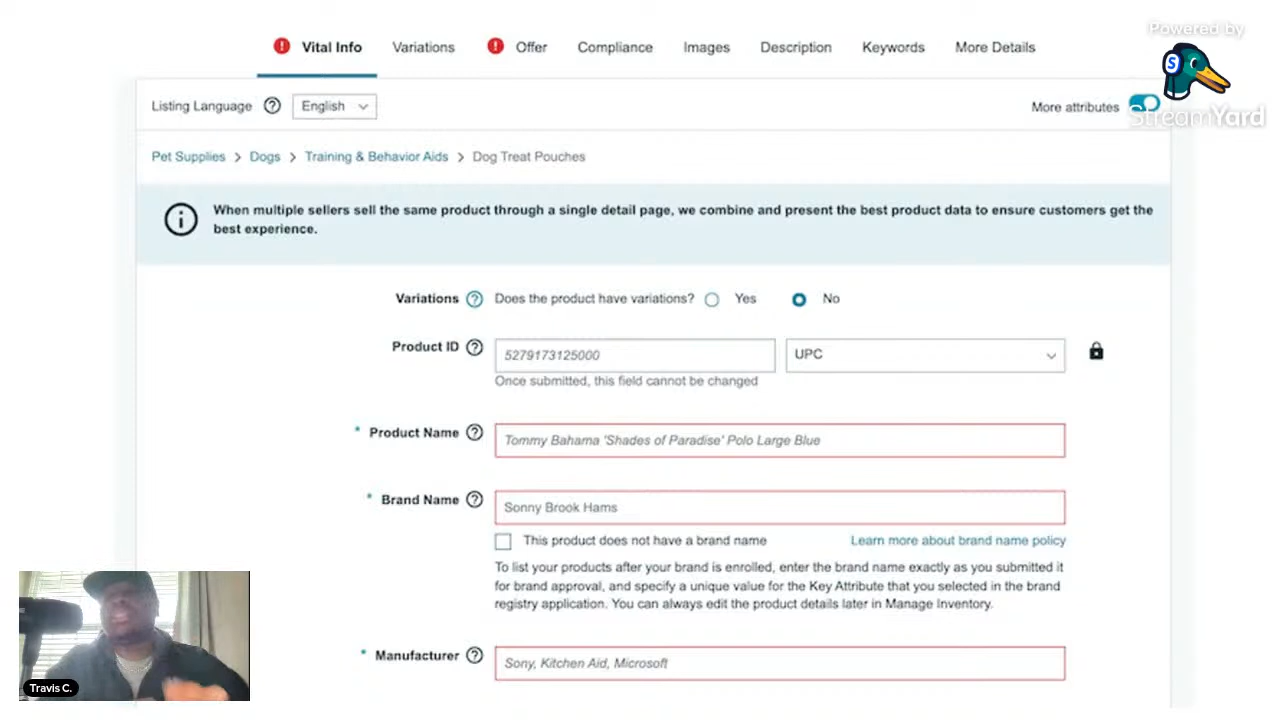 Powered by
StreamYard
Vital Info Variations Offer Compliance Images Description Keywords More Details
Listing Language English More attributes
Pet Supplies > Dogs > Training & Behavior Aids > Dog Treat Pouches
When multiple sellers sell the same product through a single detail page, we combine and present the best product data to ensure customers get the
best experience.
Variations Does the product have variations? Yes No
Product ID 5279173125000 UPC
Once submitted, this field cannot be changed
* Product Name Tommy Bahama 'Shades of Paradise' Polo Large Blue
* Brand Name Sonny Brook Hams
This product does not have a brand name Learn more about brand name policy
To list your products after your brand is enrolled, enter the brand name exactly as you submitted it
for brand approval, and specify a unique value for the Key Attribute that you selected in the brand
registry application. You can always edit the product details later in Manage Inventory.
* Manufacturer Sony, Kitchen Aid, Microsoft
Travis C.